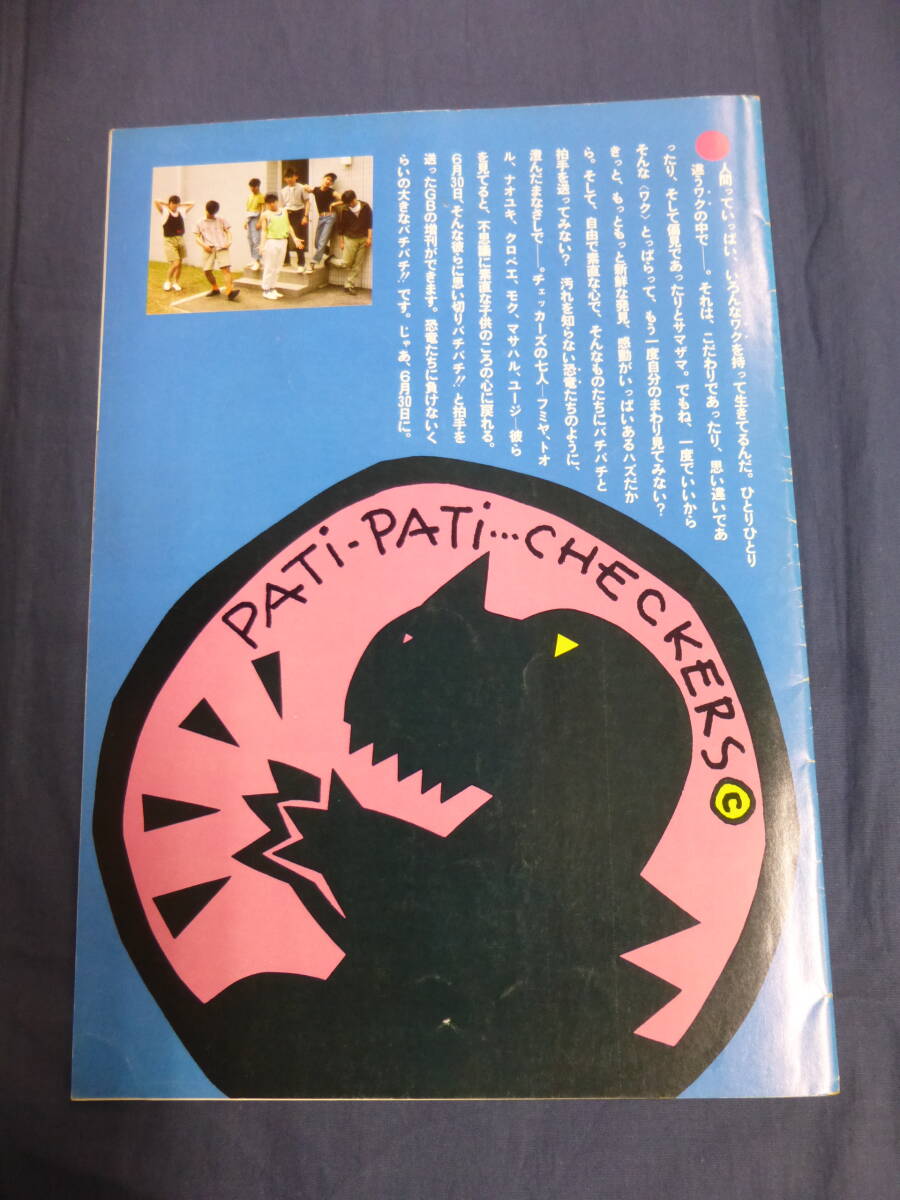 人間っていっぱい、いろんなワクを持って生きてるんだ。ひとりひとり
違うワクの中で——。それは、こだわりであったり、思い違いであ
ったり、そして偏見であったりとサマザマ。でもね、一度でいいから
そんな〈ワク〉とっぱらって、もう一度自分のまわり見てみない?
きっと、もっともっと新鮮な発見、感動がいっぱいあるハズだか
ら。そして、自由で素直な心で、そんなものたちにパチパチと
拍手を送ってみない? 汚れを知らない恐竜たちのように、
澄んだまなざしで——。チェッカーズの七人—フミヤ、トオ
ル、ナオユキ、クロベエ、モク、マサハル、ユージ—彼ら
を見てると、不思議に素直な子供のころの心に戻れる。
6月30日、そんな彼らに思い切りパチパチ!! と拍手を
送ったGBの増刊ができます。恐竜たちに負けないく
らいの大きなパチパチ!! です。じゃあ、6月30日に。
PATi-PATi...CHECKERS ©